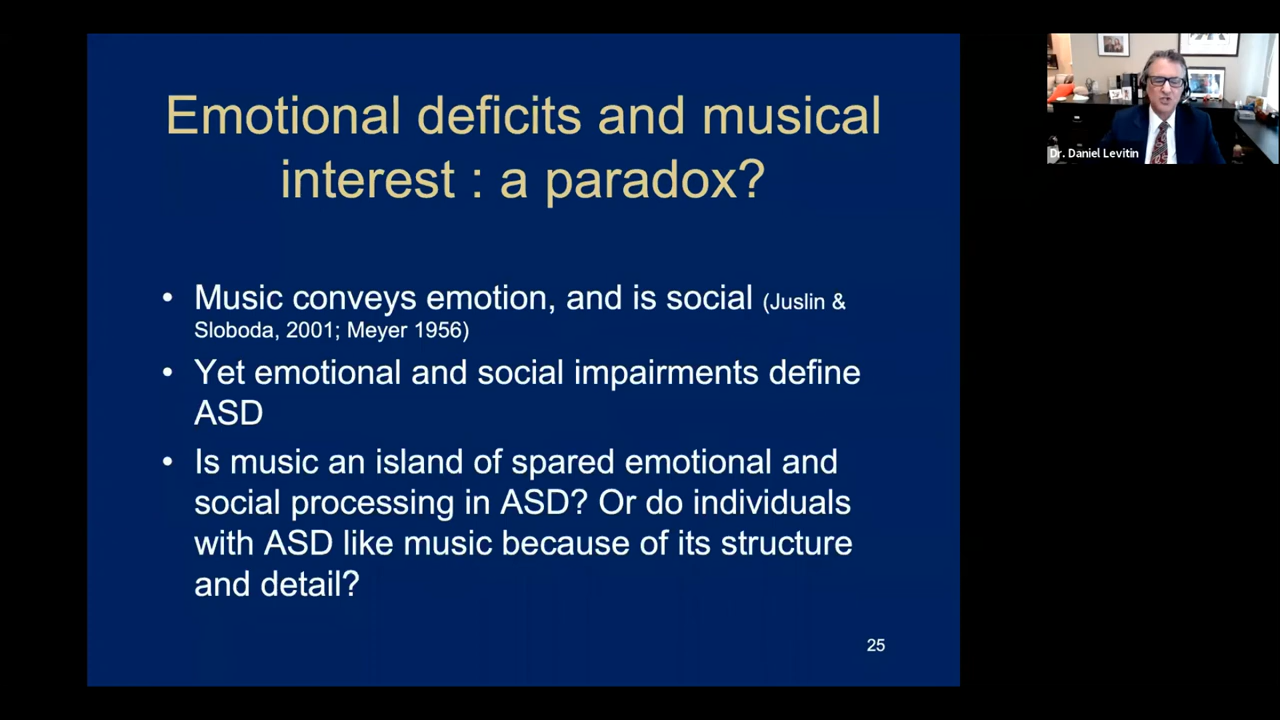 Emotional deficits and musical
interest : a paradox?
• Music conveys emotion, and is social (Juslin &
Sloboda, 2001; Meyer 1956)
• Yet emotional and social impairments define
ASD
• Is music an island of spared emotional and
social processing in ASD? Or do individuals
with ASD like music because of its structure
and detail?
25
Dr. Daniel Levitin